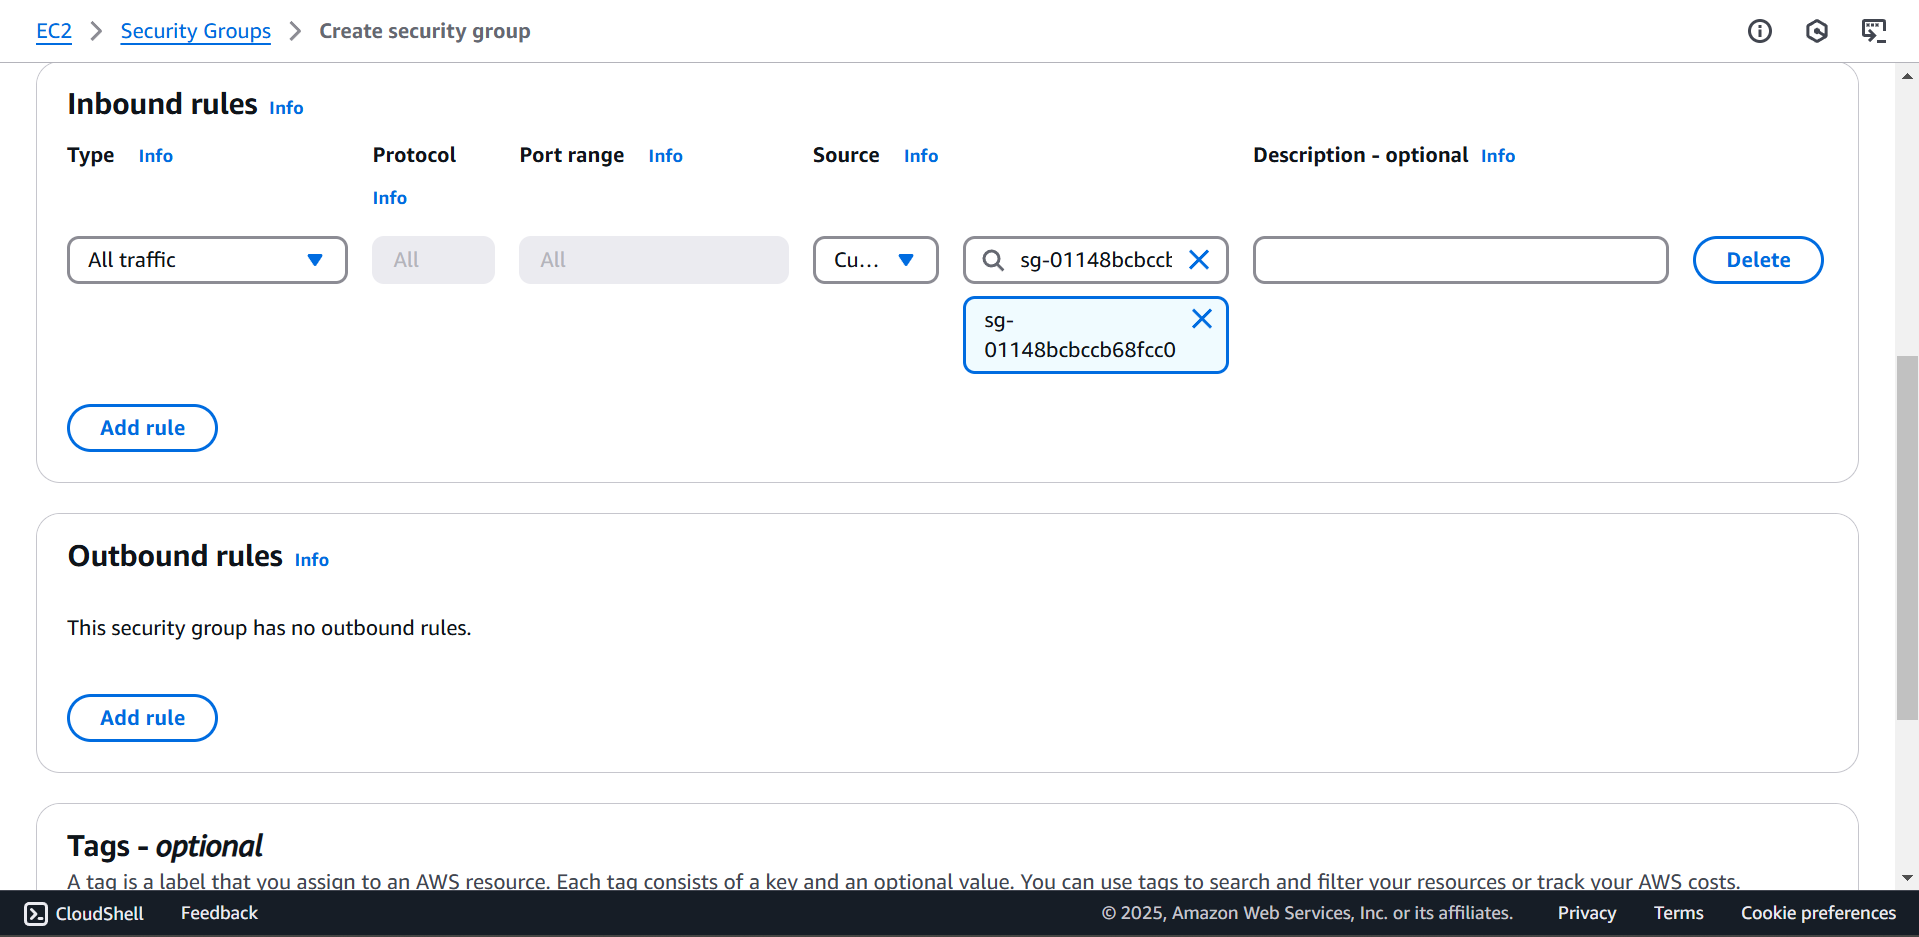 EC2 Security Groups Create security group
Inbound rules Info
Type Info Protocol Info Port range Info Source Info Description - optional Info
All traffic All All Cu... sg-01148bcbcct Delete
sg-
01148bcbccb68fcc0
Add rule
Outbound rules Info
This security group has no outbound rules.
Add rule
Tags - optional
A tag is a label that you assign to an AWS resource. Each tag consists of a key and an optional value. You can use tags to search and filter your resources or track your AWS costs.
CloudShell Feedback © 2025, Amazon Web Services, Inc. or its affiliates. Privacy Terms Cookie preferences